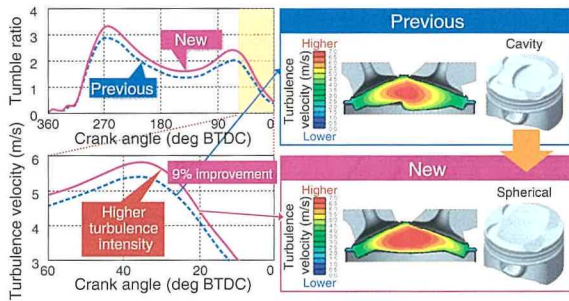 Tumble ratio
4
3
2
1
0
360
270
180
90
0
Crank angle (deg BTDC)
New
Previous
Turbulence velocity (m/s)
6
5
4
3
60
40
20
0
Crank angle (deg BTDC)
9% improvement
Higher
turbulence
intensity
Previous
Higher
Turbulence
velocity (m/s)
Lower
Cavity
New
Higher
Turbulence
velocity (m/s)
Lower
Spherical